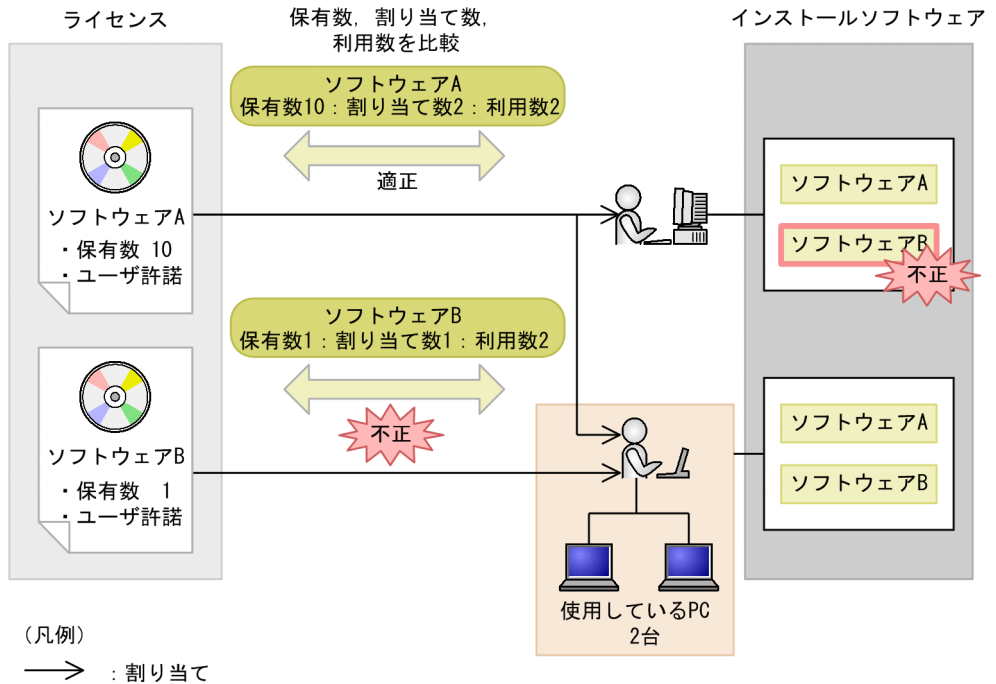 ライセンス
保有数, 割り当て数,
利用数を比較
インストールソフトウェア
ソフトウェアA
保有数10：割り当て数2：利用数2
適正
ソフトウェアA
・保有数 10
・ユーザ許諾
ソフトウェアA
ソフトウェアB
不正
ソフトウェアB
保有数1：割り当て数1：利用数2
不正
ソフトウェアB
・保有数　1
・ユーザ許諾
ソフトウェアA
ソフトウェアB
使用しているPC
2台
（凡例）
：割り当て